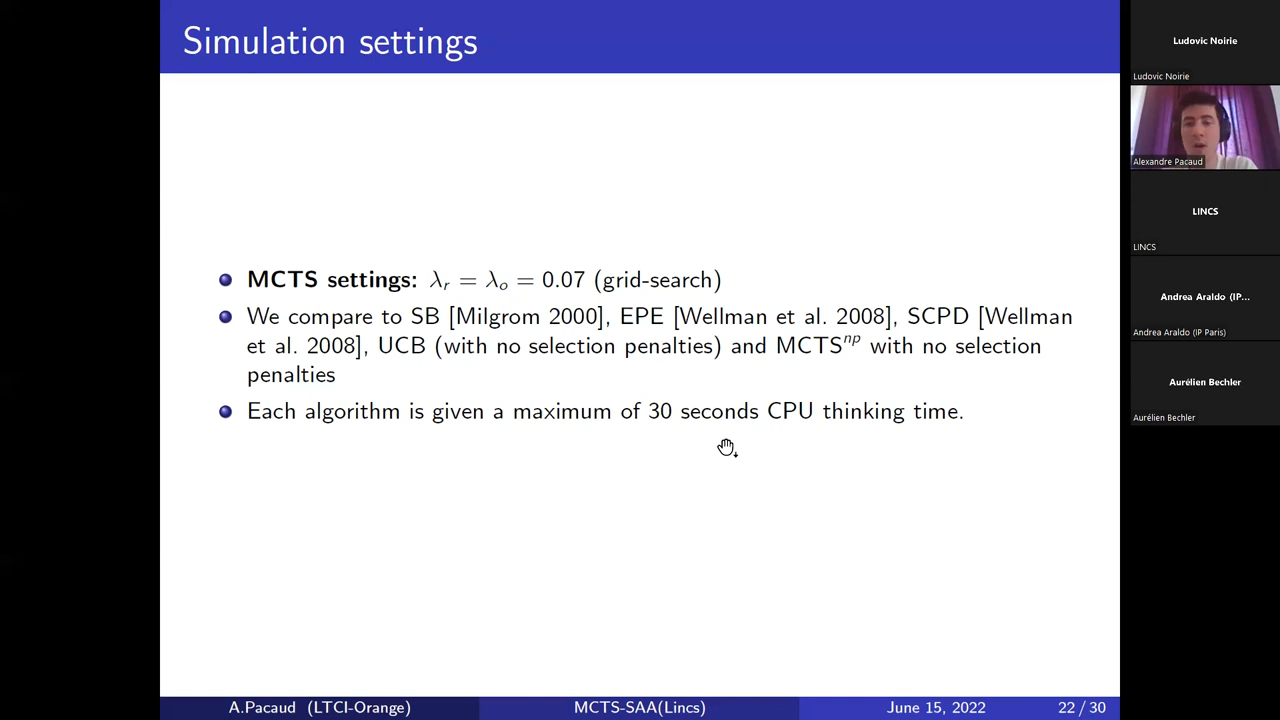 Simulation settings
MCTS settings: λr = λo = 0.07 (grid-search)
We compare to SB [Milgrom 2000], EPE [Wellman et al. 2008], SCPD [Wellman
et al. 2008], UCB (with no selection penalties) and MCTS^np with no selection
penalties
Each algorithm is given a maximum of 30 seconds CPU thinking time.
A.Pacaud (LTCI-Orange)
MCTS-SAA(Lincs)
June 15, 2022
22 / 30
Ludovic Noirie
Ludovic Noirie
Alexandre Pacaud
LINCS
LINCS
Andrea Araldo (IP...
Andrea Araldo (IP Paris)
Aurélien Bechler
Aurélien Bechler